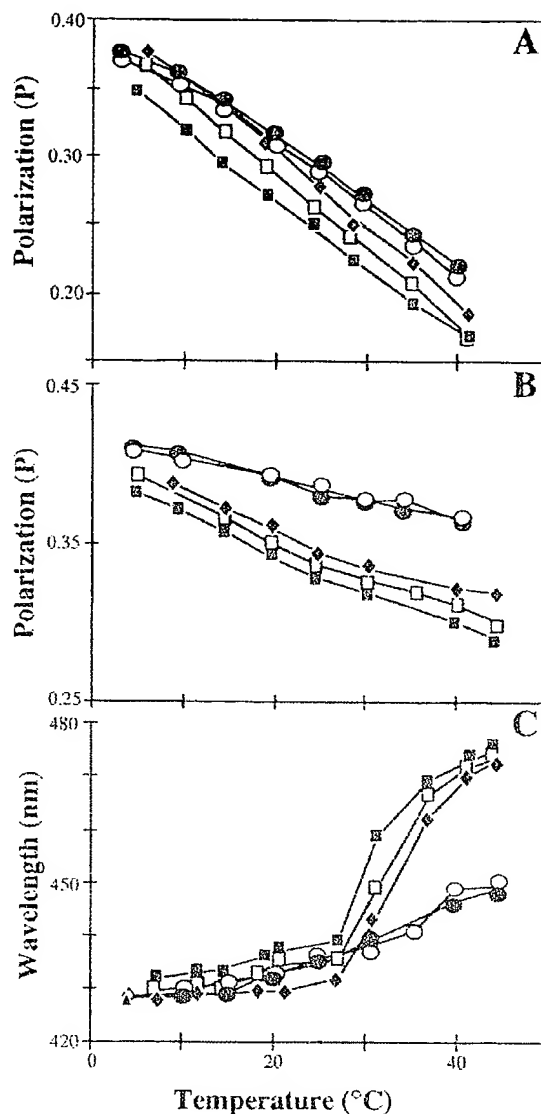 0.40
A
Polarization (P)
0.30
0.20
0.45
B
Polarization (P)
0.35
0.25
480
C
Wavelength (nm)
450
420
0
20
40
Temperature (°C)